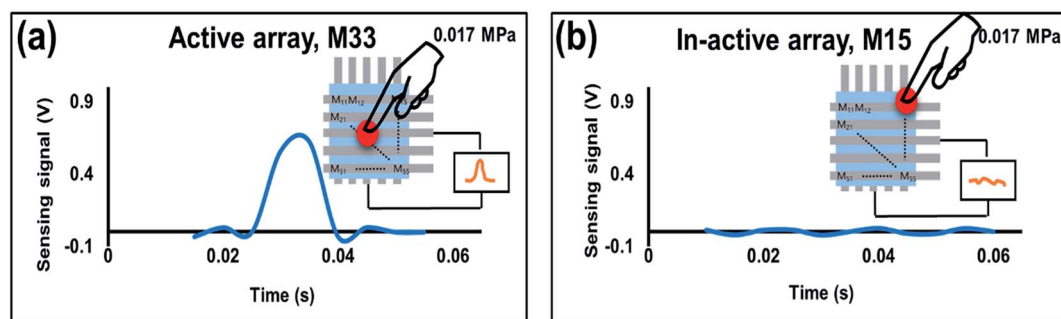 (a)
Active array, M33
0.017 MPa
Sensing signal (V)
0.9
0.4
-0.1
M11 M12
M21
M51
M55
0
0.02
0.04
0.06
Time (s)
(b)
In-active array, M15
0.017 MPa
Sensing signal (V)
0.9
0.4
-0.1
M11 M12
M21
M51
M55
0
0.02
0.04
0.06
Time (s)